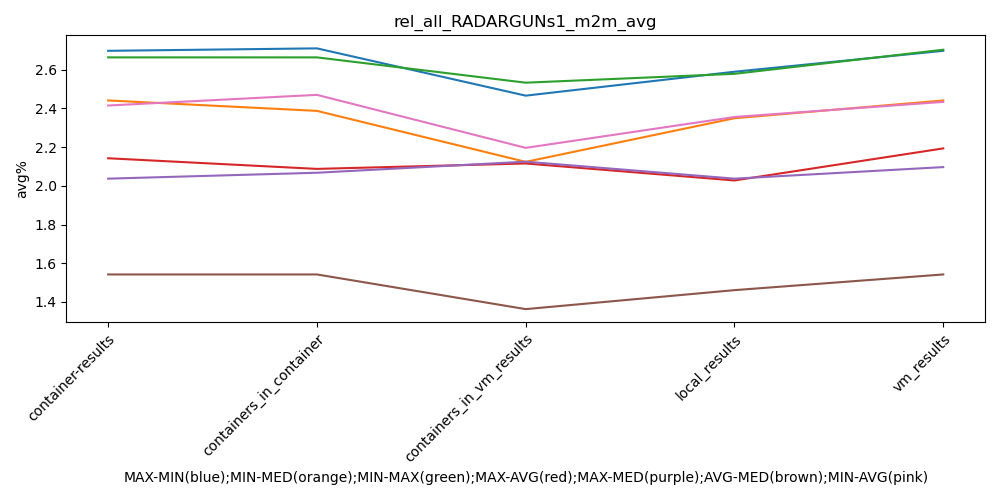 rel_all_RADARGUNs1_m2m_avg
avg%
2.6
2.4
2.2
2.0
1.8
1.6
1.4
container-results
containers_in_container
containers_in_vm_results
local_results
vm_results
MAX-MIN(blue);MIN-MED(orange);MIN-MAX(green);MAX-AVG(red);MAX-MED(purple);AVG-MED(brown);MIN-AVG(pink)